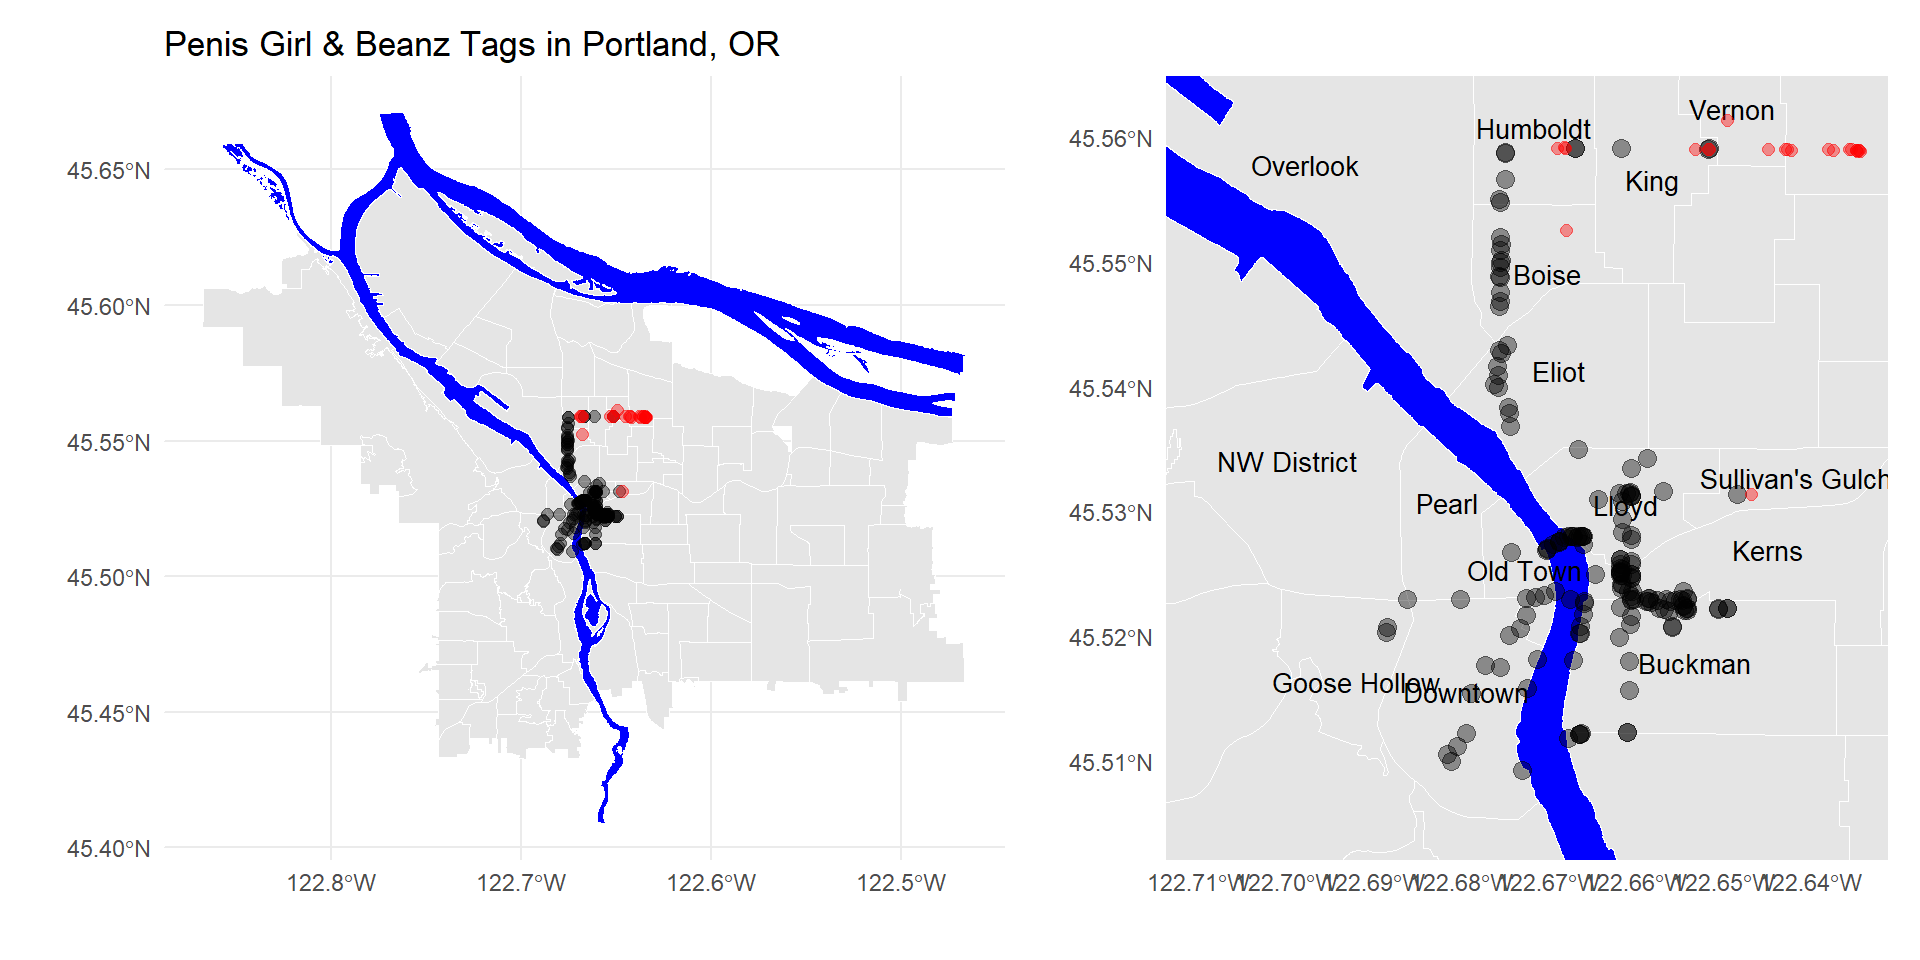 Penis Girl & Beanz Tags in Portland, OR
45.65°N
45.60°N
45.55°N
45.50°N
45.45°N
45.40°N
122.8°W
122.7°W
122.6°W
122.5°W
45.56°N
45.55°N
45.54°N
45.53°N
45.52°N
45.51°N
Vernon
Humboldt
Overlook
King
Boise
Eliot
NW District
Sullivan's Gulch
Pearl
Lloyd
Kerns
Old Town
Buckman
Goose Hollow
Downtown
122.71°W
122.70°W
122.69°W
122.68°W
122.67°W
122.66°W
122.65°W
122.64°W